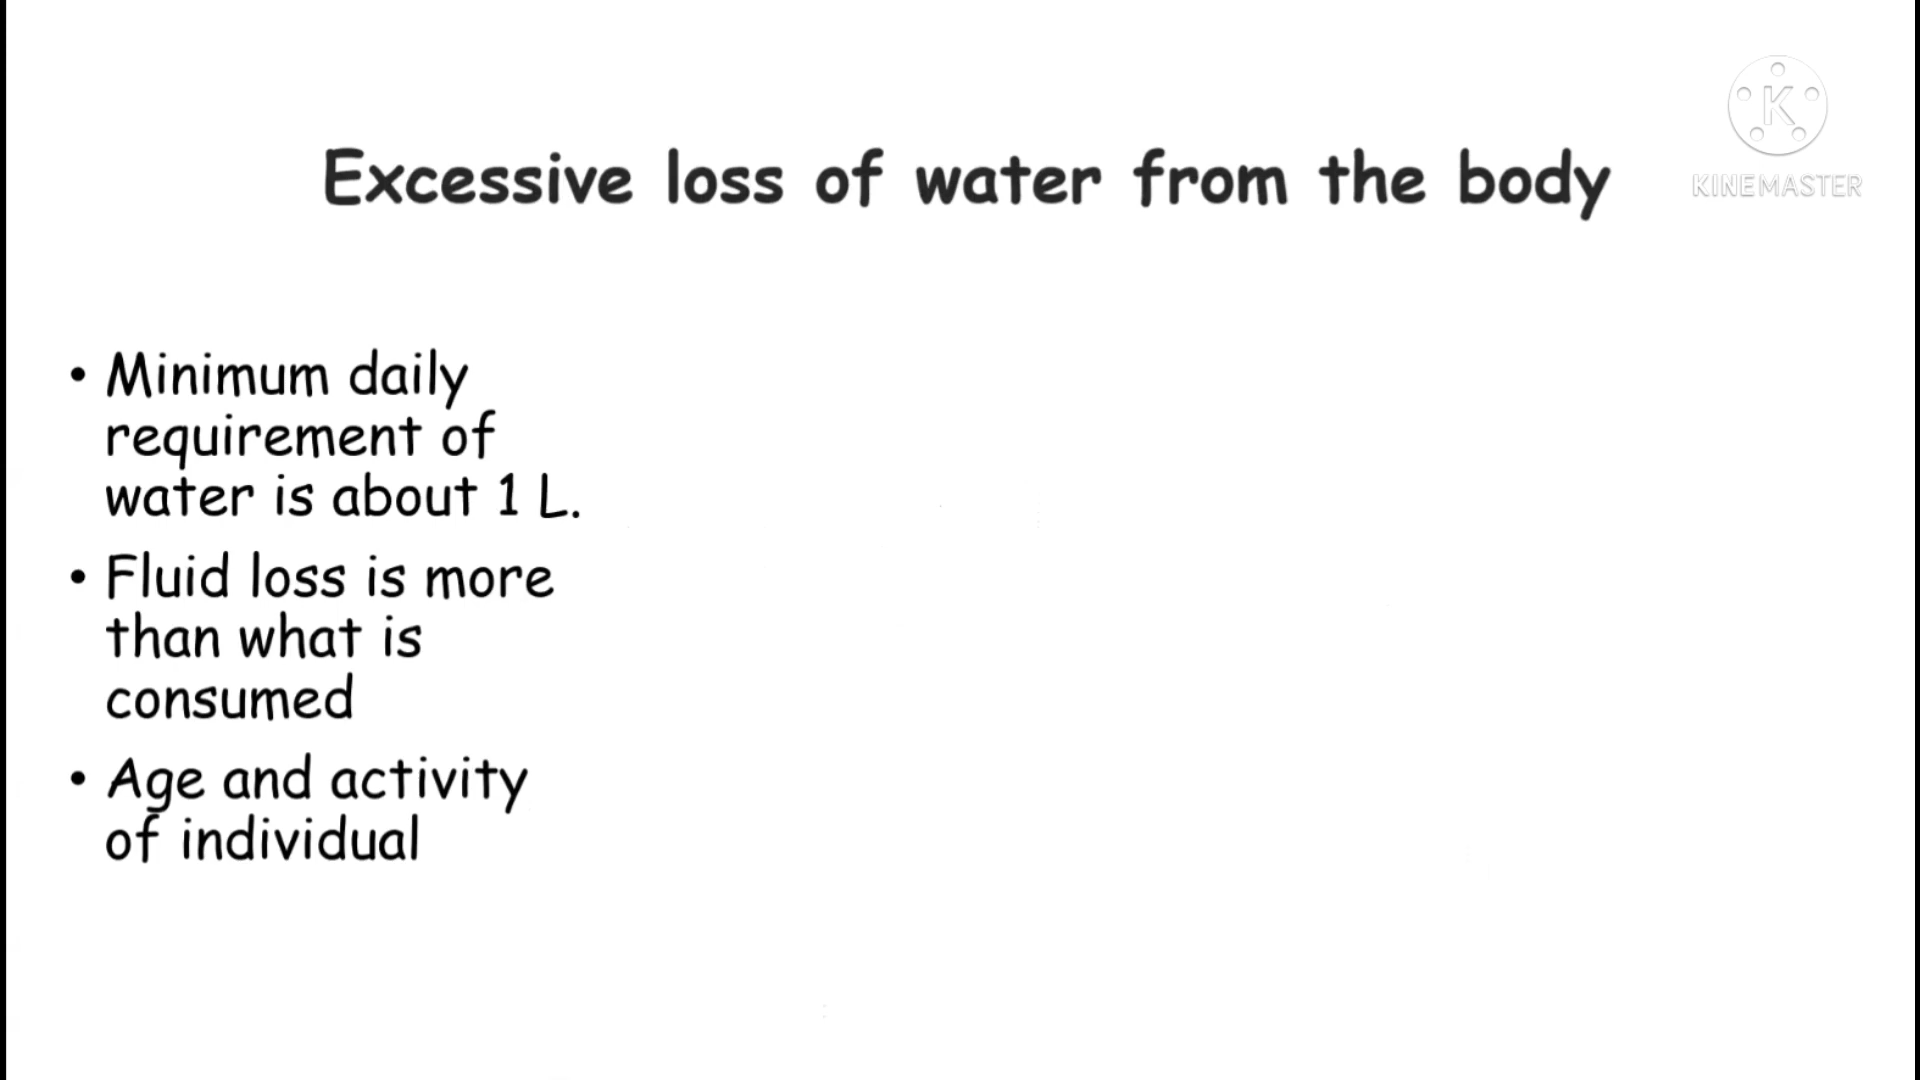 KINEMASTER
Excessive loss of water from the body
• Minimum daily
requirement of
water is about 1 L.
• Fluid loss is more
than what is
consumed
• Age and activity
of individual